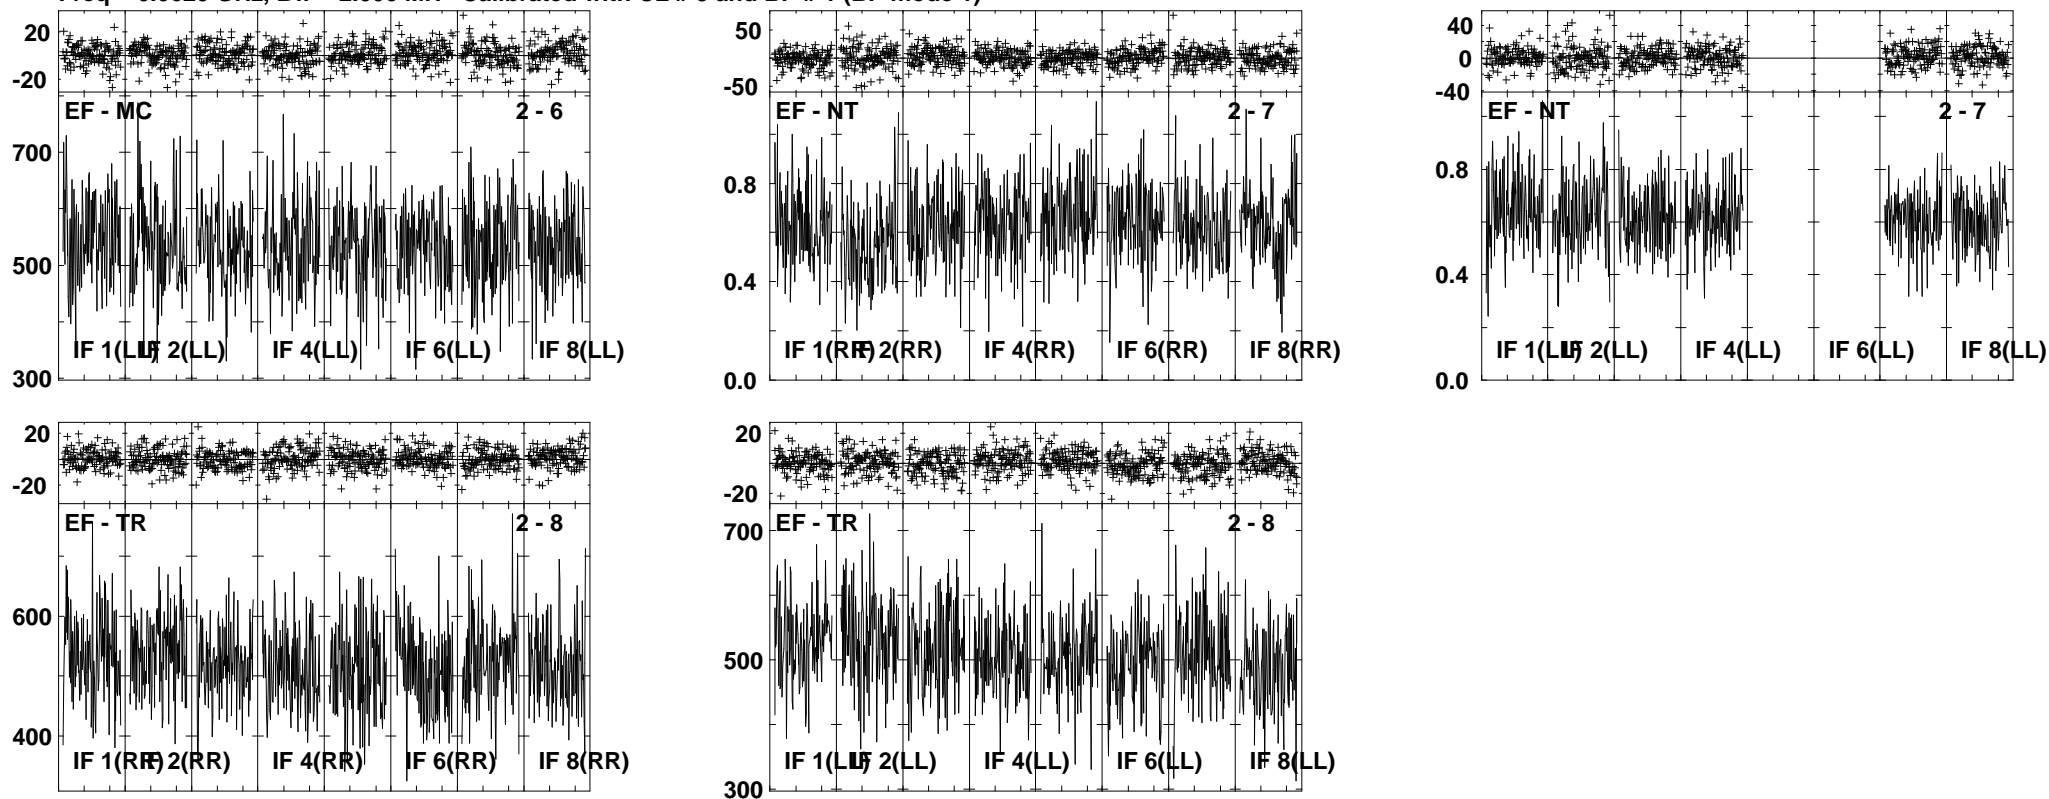 20
-20
EF - MC 2 - 6
700
500
300
IF 1(LL) IF 2(LL) IF 4(LL) IF 6(LL) IF 8(LL)
50
-50
EF - NT 2 - 7
0.8
0.4
0.0
IF 1(RR) IF 2(RR) IF 4(RR) IF 6(RR) IF 8(RR)
40
0
-40
EF - NT 2 - 7
0.8
0.4
0.0
IF 1(LL) IF 2(LL) IF 4(LL) IF 6(LL) IF 8(LL)
20
-20
EF - TR 2 - 8
600
400
IF 1(RR) IF 2(RR) IF 4(RR) IF 6(RR) IF 8(RR)
20
-20
EF - TR 2 - 8
700
500
300
IF 1(LL) IF 2(LL) IF 4(LL) IF 6(LL) IF 8(LL)